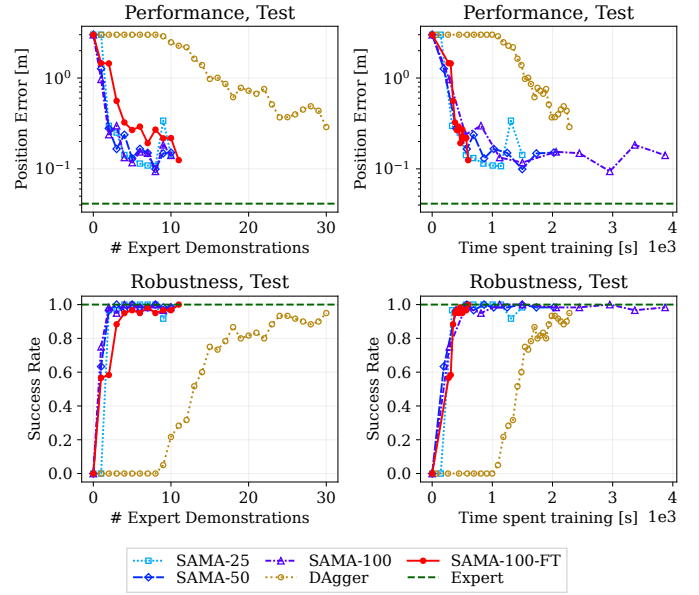 Performance, Test
Position Error [m]
10⁰
10⁻¹
0 10 20 30
# Expert Demonstrations
Performance, Test
Position Error [m]
10⁰
10⁻¹
0 1 2 3 4
Time spent training [s] 1e3
Robustness, Test
Success Rate
1.0
0.8
0.6
0.4
0.2
0.0
0 10 20 30
# Expert Demonstrations
Robustness, Test
Success Rate
1.0
0.8
0.6
0.4
0.2
0.0
0 1 2 3 4
Time spent training [s] 1e3
SAMA-25 SAMA-100 SAMA-100-FT
SAMA-50 DAgger Expert